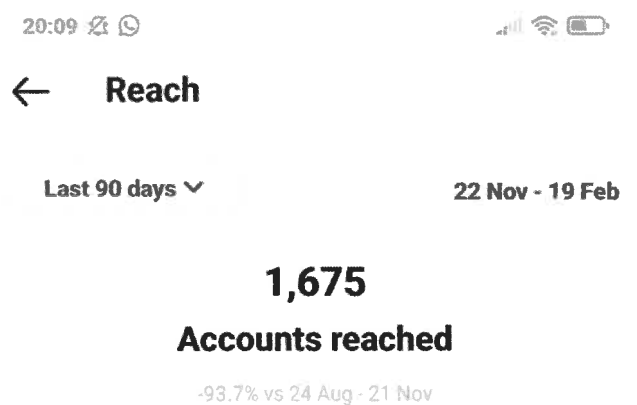 20:09
Reach
Last 90 days
22 Nov - 19 Feb
1,675
Accounts reached
-93.7% vs 24 Aug - 21 Nov